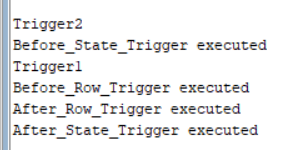 Trigger2
Before_State_Trigger executed
Trigger1
Before_Row_Trigger executed
After_Row_Trigger executed
After_State_Trigger executed